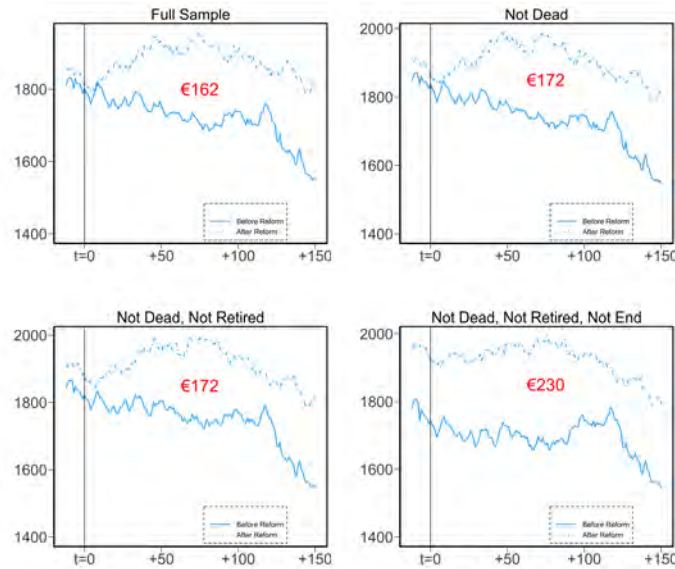 Full Sample
1800
1600
1400
€162
Before Reform
After Reform
t=0 +50 +100 +150
Not Dead
2000
1800
1600
1400
€172
Before Reform
After Reform
t=0 +50 +100 +150
Not Dead, Not Retired
2000
1800
1600
1400
€172
Before Reform
After Reform
t=0 +50 +100 +150
Not Dead, Not Retired, Not End
2000
1800
1600
1400
€230
Before Reform
After Reform
t=0 +50 +100 +150